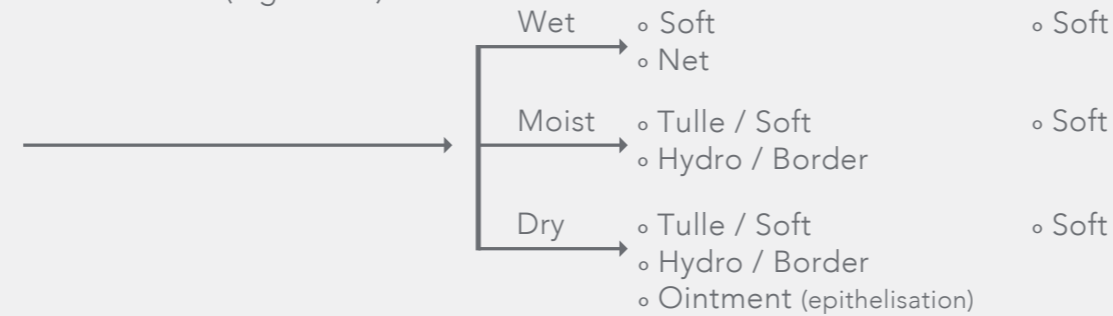 Wet ◦ Soft ◦ Soft
◦ Net
Moist ◦ Tulle / Soft ◦ Soft
◦ Hydro / Border
Dry ◦ Tulle / Soft ◦ Soft
◦ Hydro / Border
◦ Ointment (epithelisation)